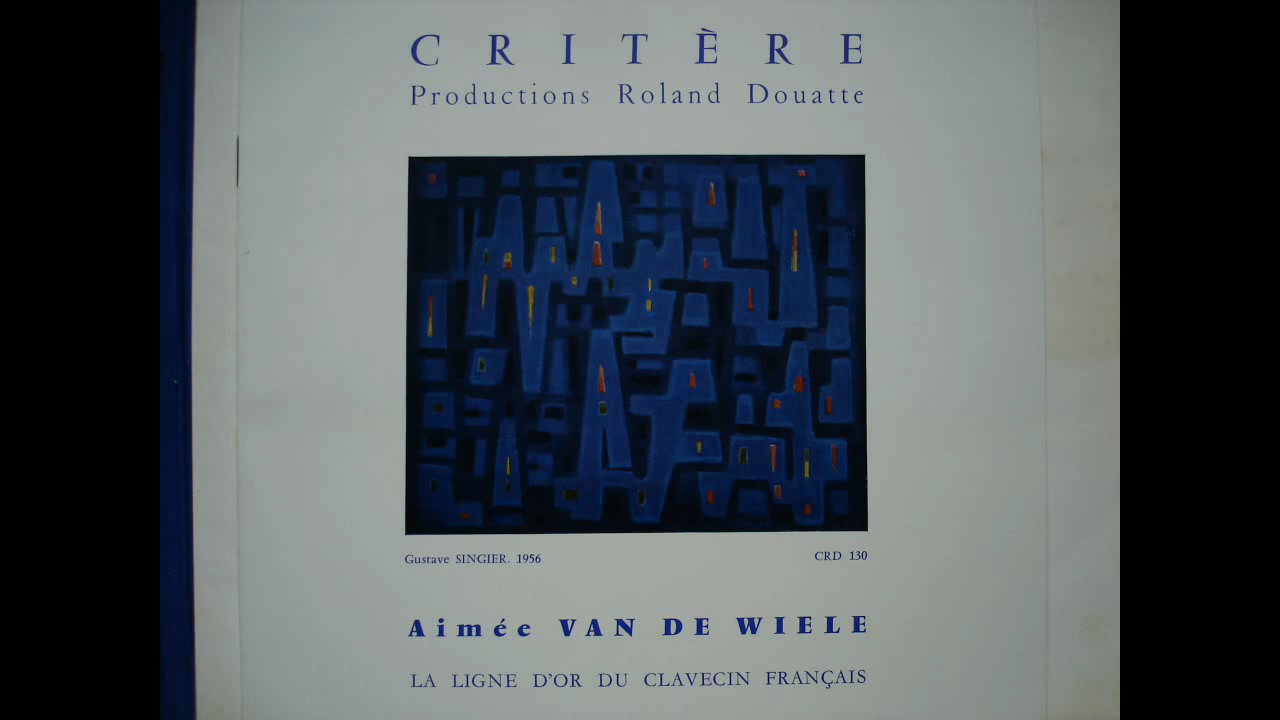 CRITÈRE
Productions Roland Douatte
Gustave SINGIER. 1956
CRD 130
Aimée VAN DE WIELE
LA LIGNE D'OR DU CLAVECIN FRANÇAIS